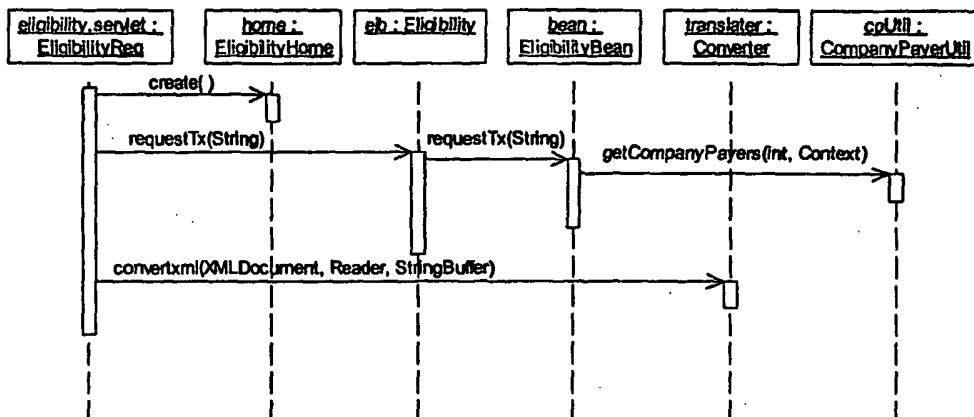 eligibility.servlet :
EligibilityReq
home :
EligibilityHome
ejb : Eligibility
bean :
EligibilityBean
translater :
Converter
cpUtil :
CompanyPayerUtil
create( )
requestTx(String)
requestTx(String)
getCompanyPayers(int, Context)
convertxml(XMLDocument, Reader, StringBuffer)